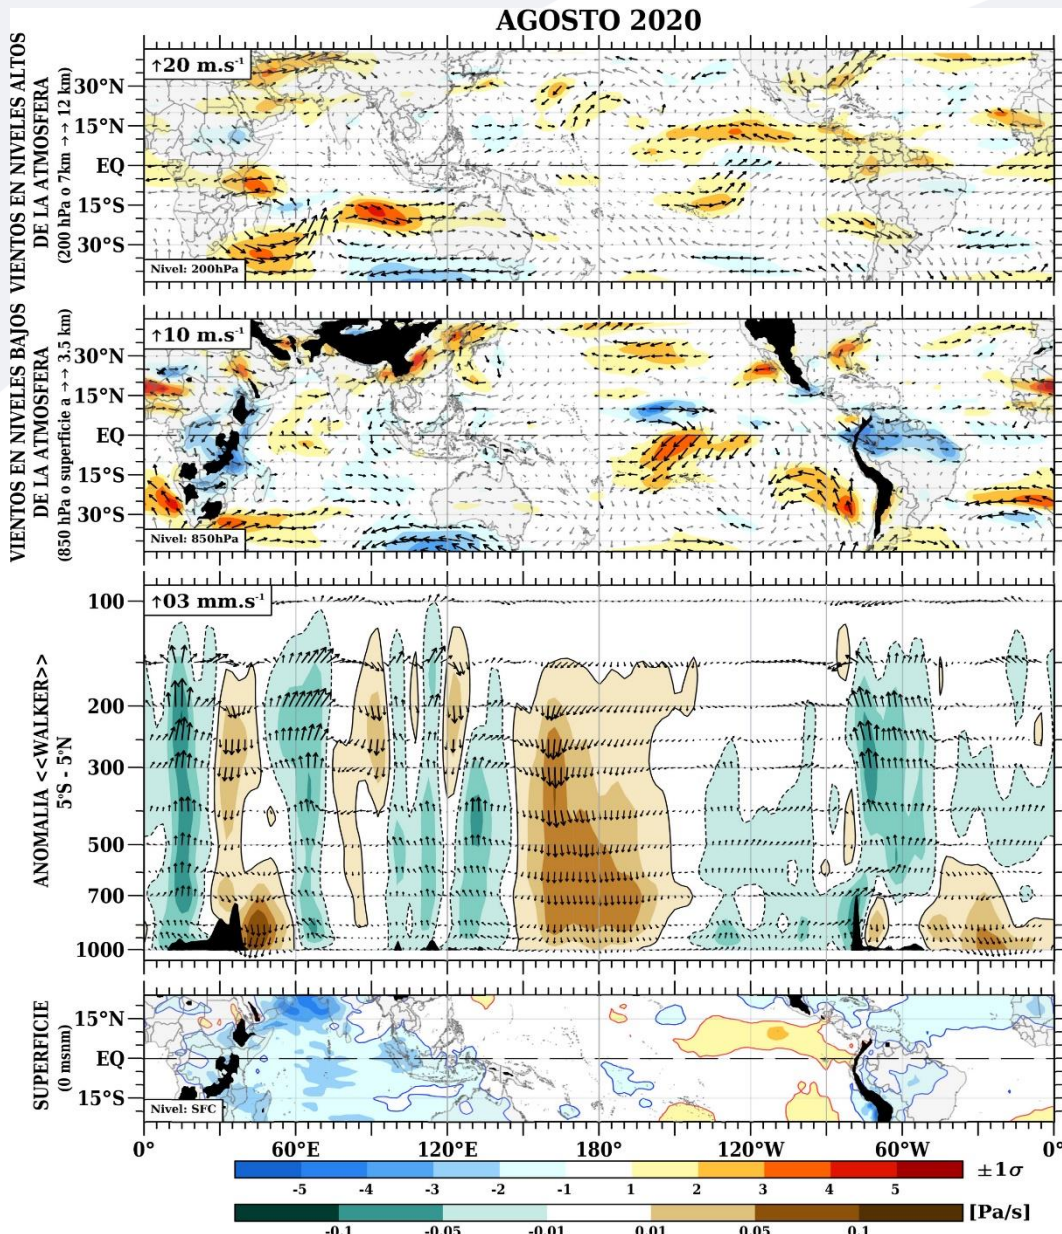 AGOSTO 2020
VIENTOS EN NIVELES ALTOS
DE LA ATMOSFERA
(200 hPa o 7km →→ 12 km)
↑20 m.s⁻¹
30°N
15°N
EQ
15°S
30°S
Nivel: 200hPa
VIENTOS EN NIVELES BAJOS
DE LA ATMOSFERA
(850 hPa o superficie a →→ 3.5 km)
↑10 m.s⁻¹
30°N
15°N
EQ
15°S
30°S
Nivel: 850hPa
ANOMALIA <<WALKER>>
5°S - 5°N
↑03 mm.s⁻¹
100
200
300
500
700
1000
SUPERFICIE
(0 msnm)
15°N
EQ
15°S
Nivel: SFC
0° 60°E 120°E 180° 120°W 60°W 0°
-5 -4 -3 -2 -1 1 2 3 4 5 ±1σ
-0.1 -0.05 -0.01 0.01 0.05 0.1 [Pa/s]